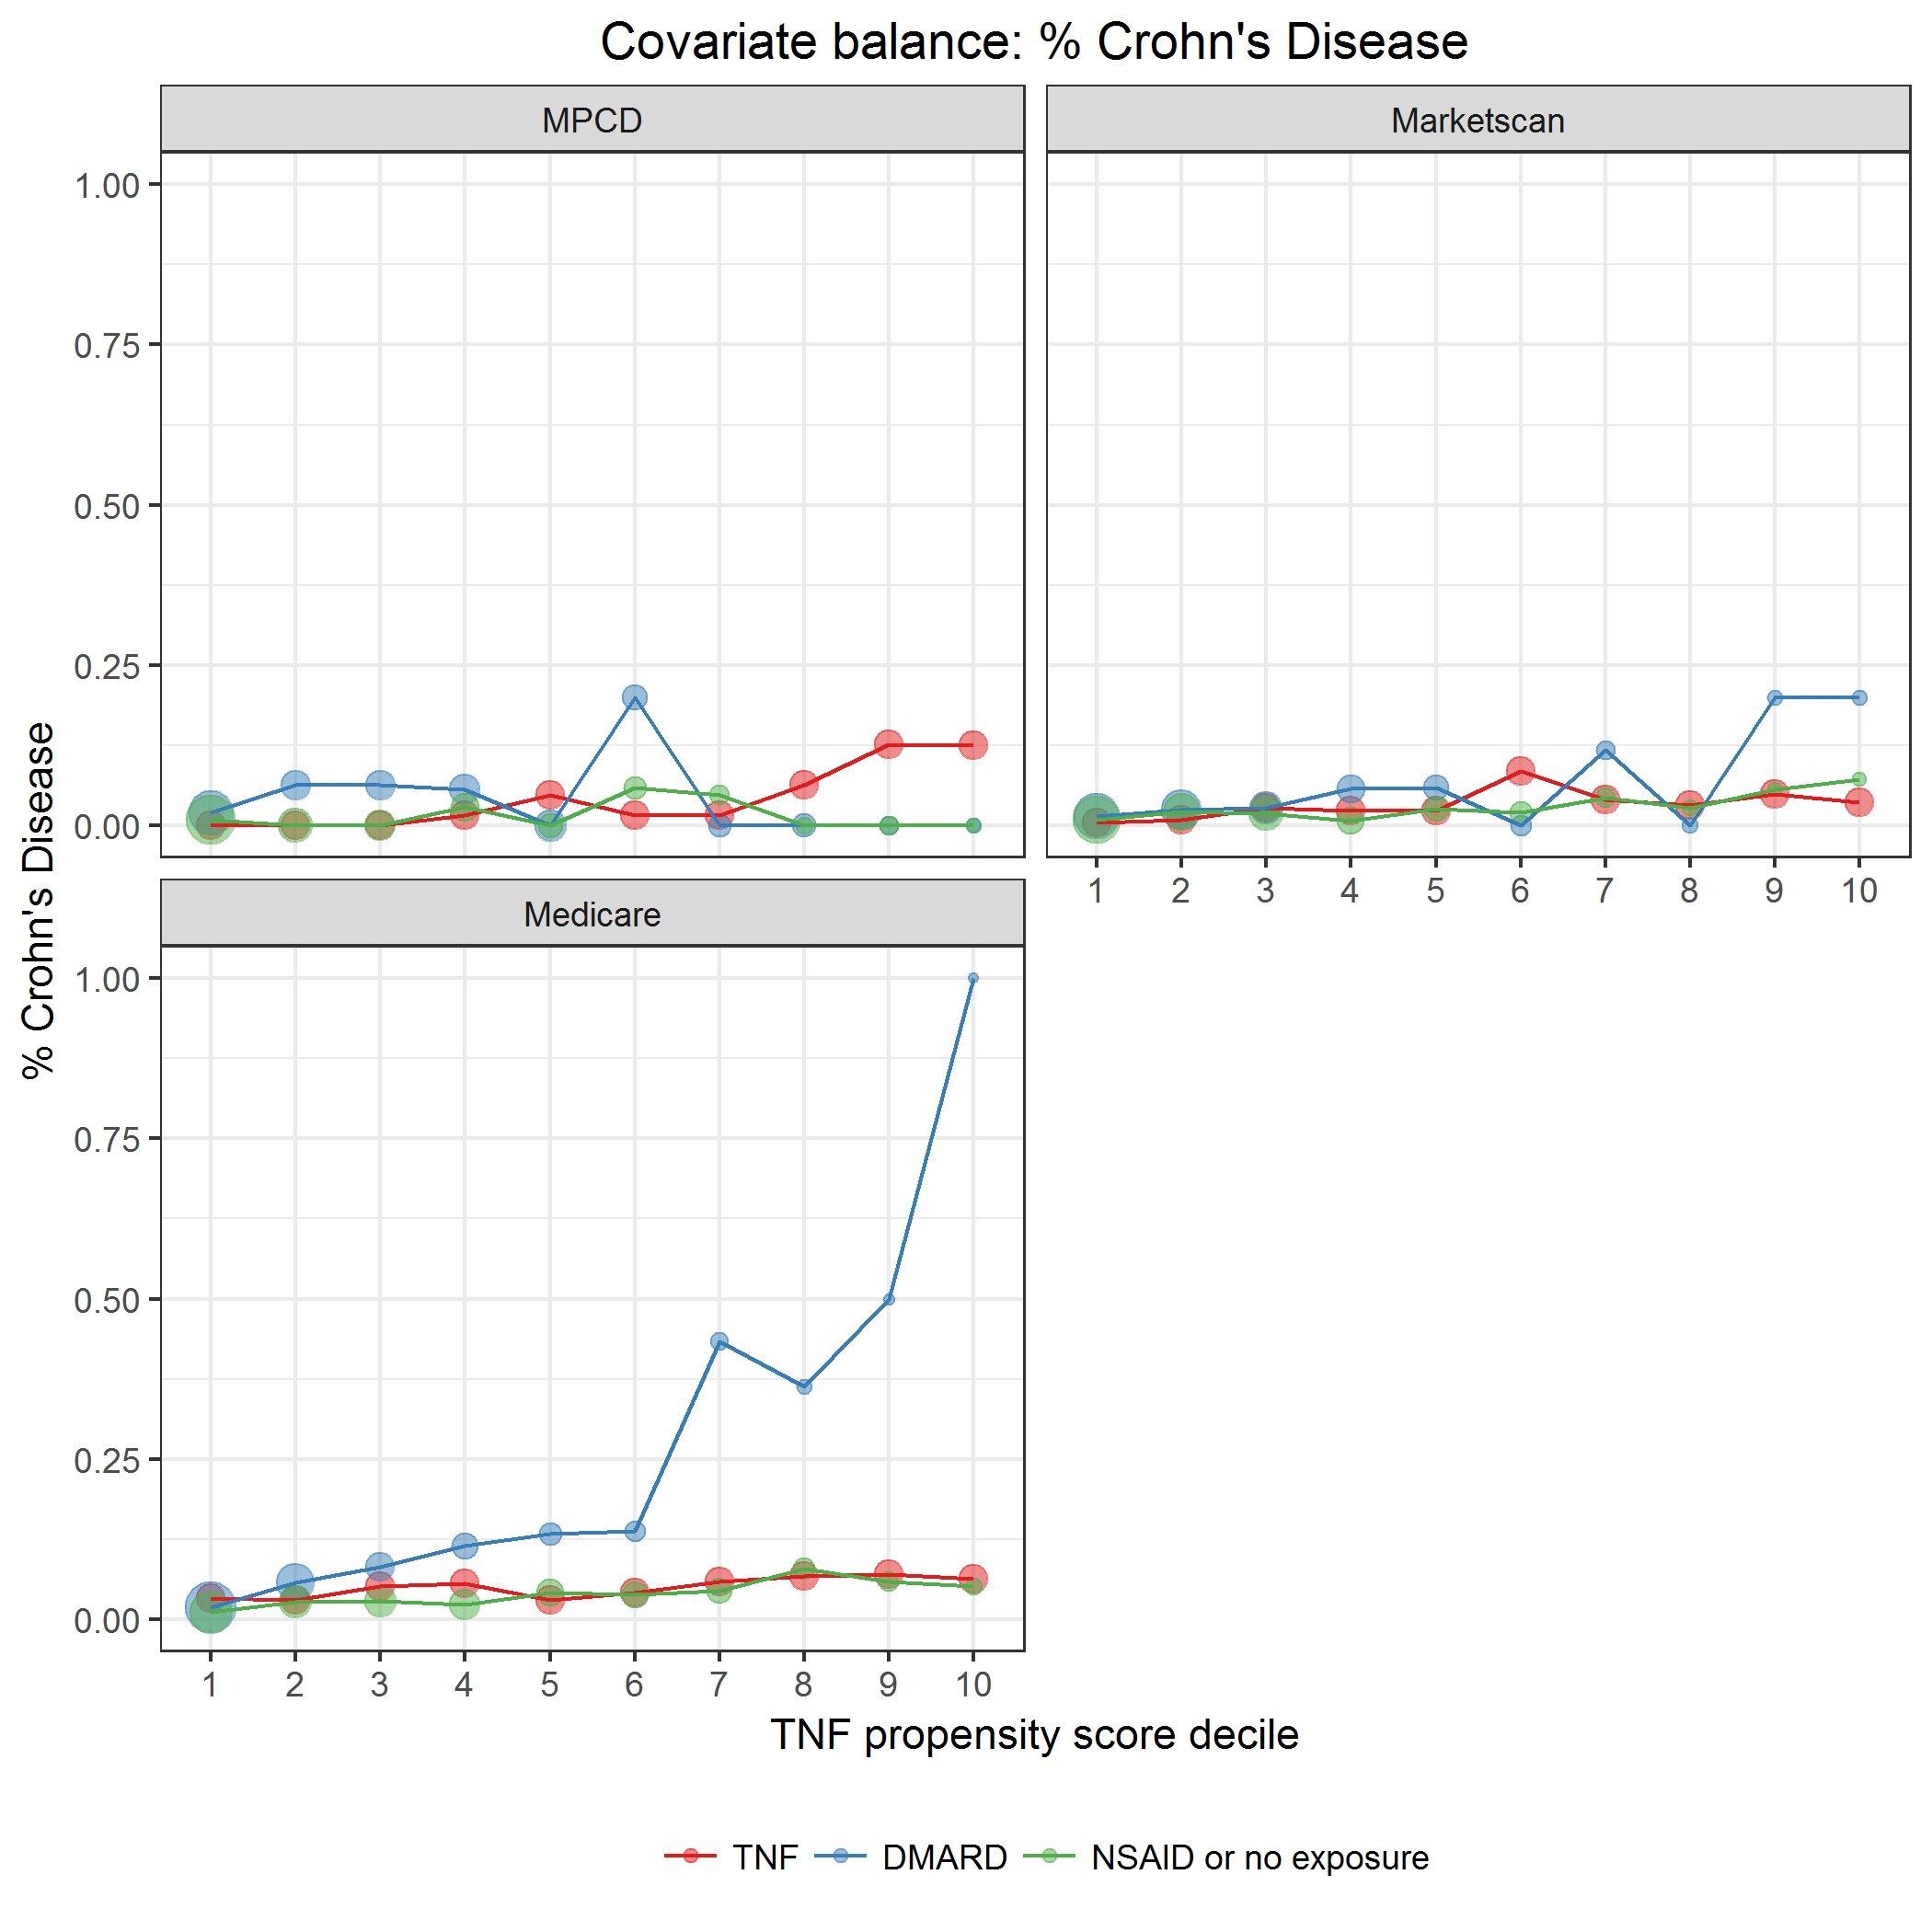 Covariate balance: % Crohn's Disease
MPCD
Marketscan
1.00
0.75
0.50
0.25
0.00
1 2 3 4 5 6 7 8 9 10
% Crohn's Disease
Medicare
1.00
0.75
0.50
0.25
0.00
1 2 3 4 5 6 7 8 9 10
TNF propensity score decile
TNF DMARD NSAID or no exposure